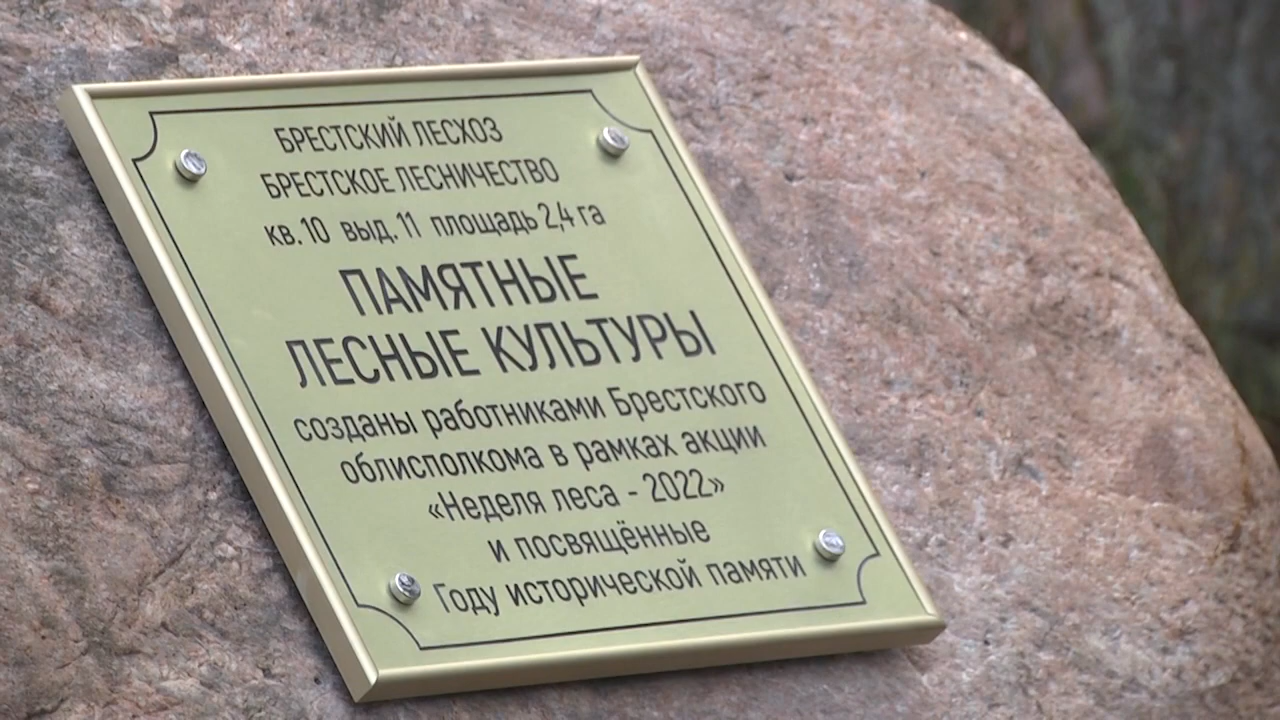 БРЕСТСКИЙ ЛЕСХОЗ
БРЕСТСКОЕ ЛЕСНИЧЕСТВО
кв. 10 выд. 11 площадь 2,4 га
ПАМЯТНЫЕ
ЛЕСНЫЕ КУЛЬТУРЫ
созданы работниками Брестского
облисполкома в рамках акции
«Неделя леса - 2022»
и посвящённые
Году исторической памяти